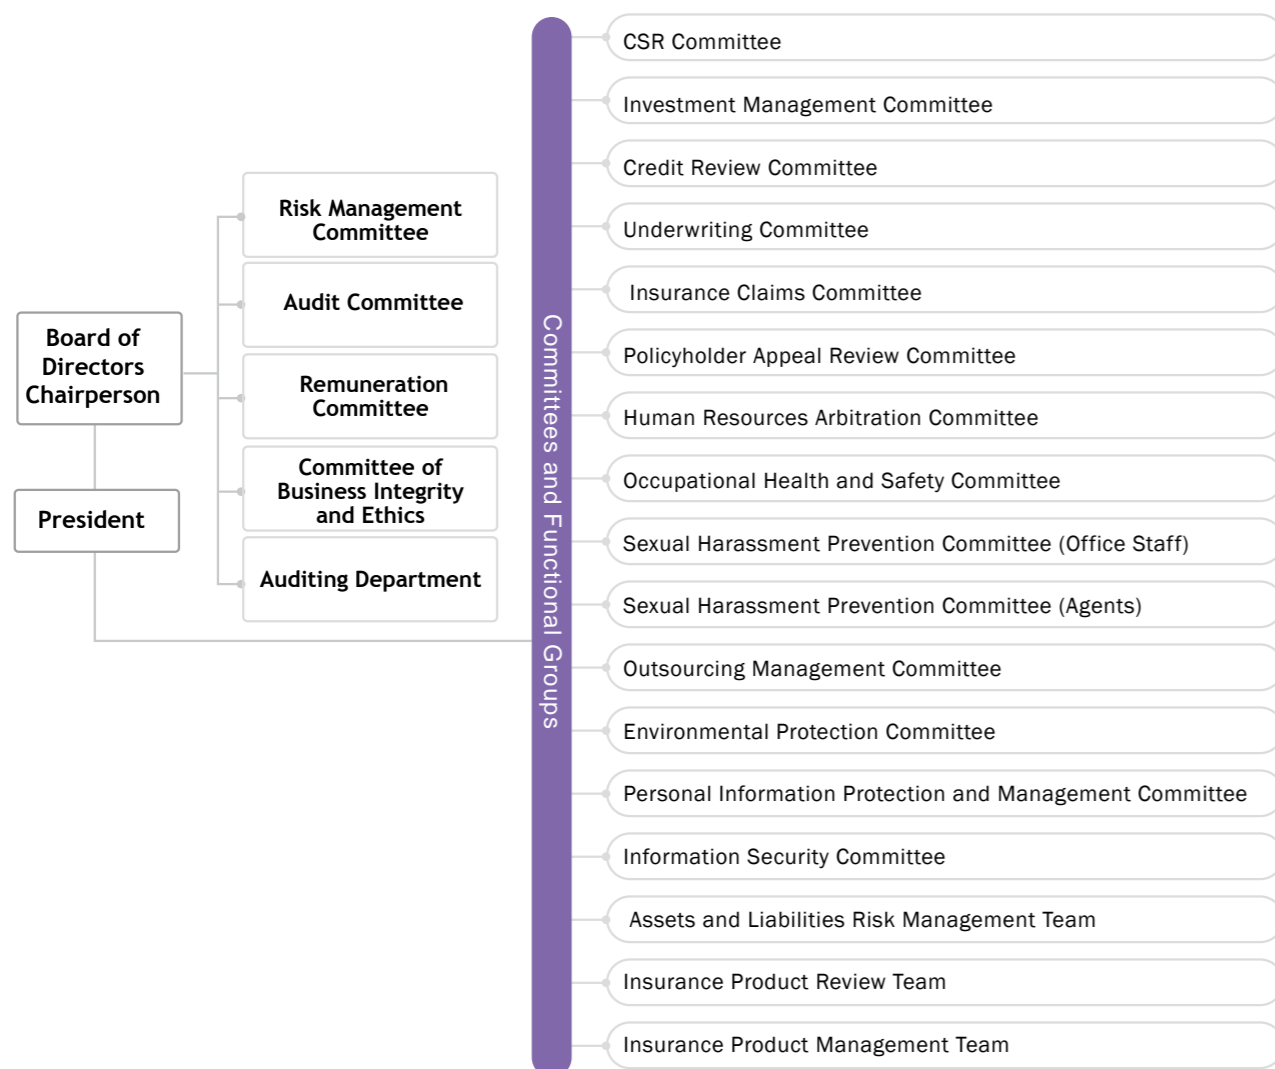 Board of
Directors
Chairperson
President
Risk Management
Committee
Audit Committee
Remuneration
Committee
Committee of
Business Integrity
and Ethics
Auditing Department
Committees and Functional Groups
CSR Committee
Investment Management Committee
Credit Review Committee
Underwriting Committee
Insurance Claims Committee
Policyholder Appeal Review Committee
Human Resources Arbitration Committee
Occupational Health and Safety Committee
Sexual Harassment Prevention Committee (Office Staff)
Sexual Harassment Prevention Committee (Agents)
Outsourcing Management Committee
Environmental Protection Committee
Personal Information Protection and Management Committee
Information Security Committee
Assets and Liabilities Risk Management Team
Insurance Product Review Team
Insurance Product Management Team